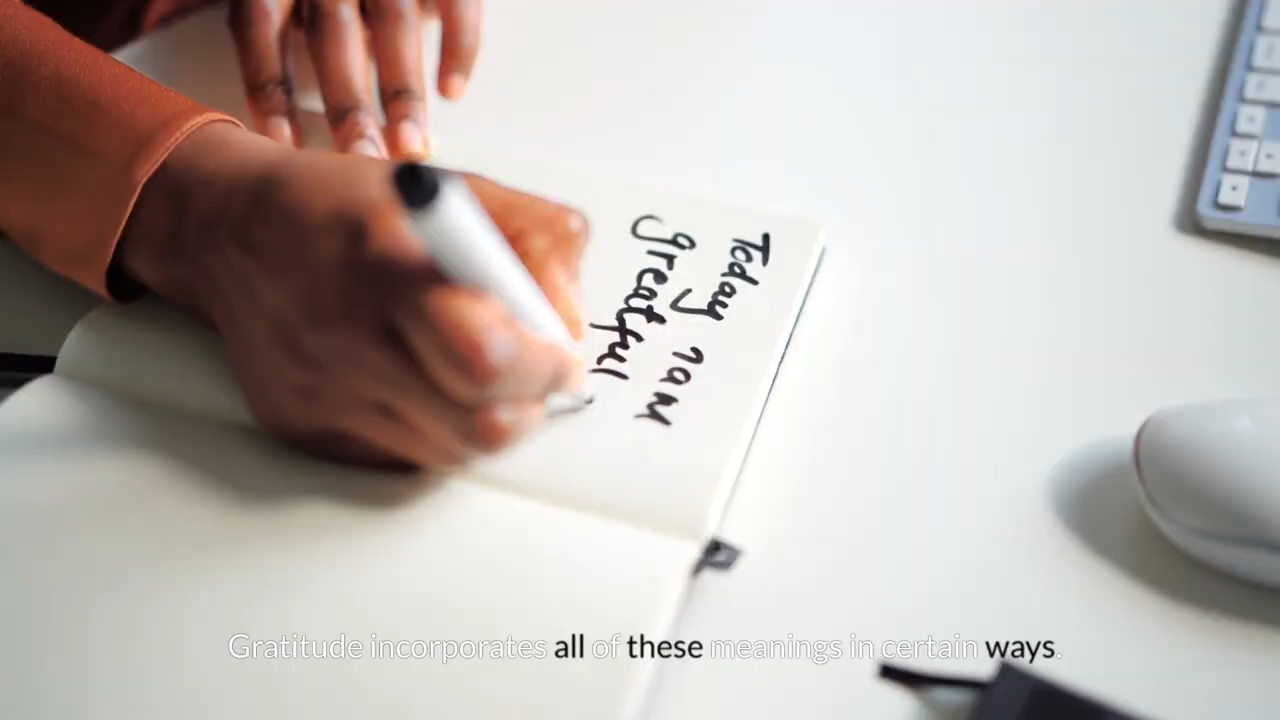 Today I am
greatful
Gratitude incorporates all of these meanings in certain ways.